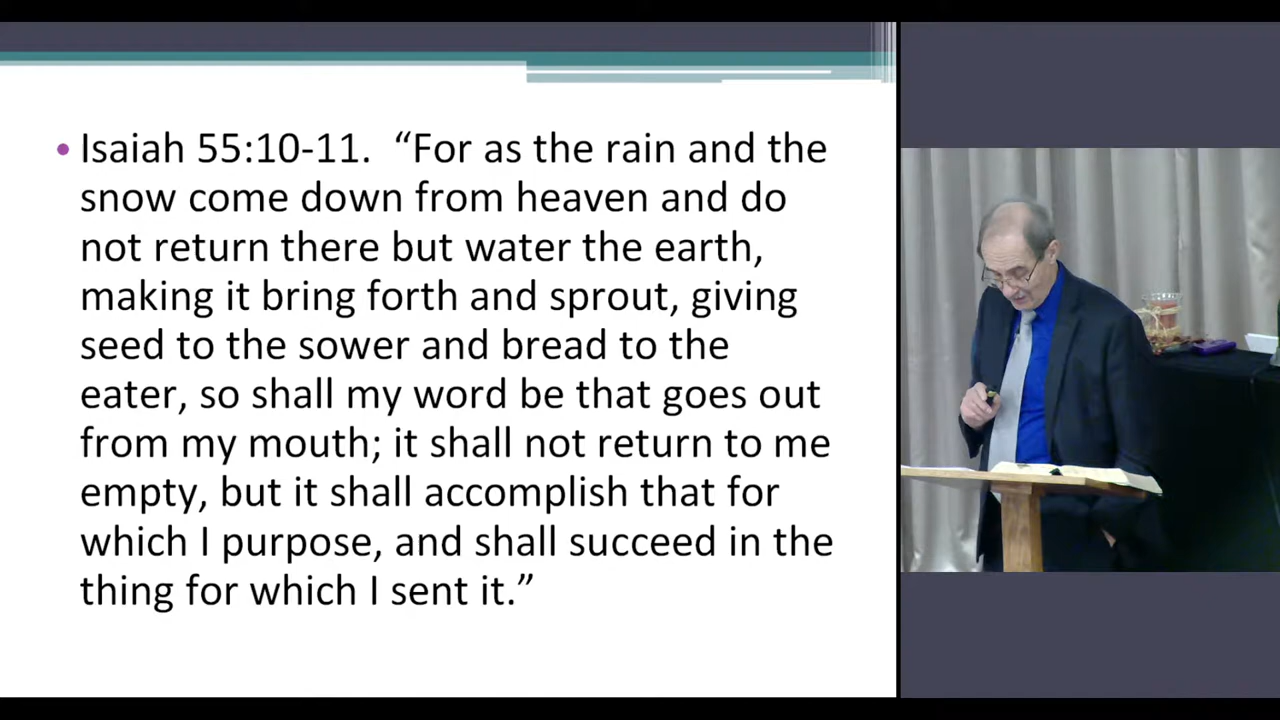 • Isaiah 55:10-11.  “For as the rain and the
snow come down from heaven and do
not return there but water the earth,
making it bring forth and sprout, giving
seed to the sower and bread to the
eater, so shall my word be that goes out
from my mouth; it shall not return to me
empty, but it shall accomplish that for
which I purpose, and shall succeed in the
thing for which I sent it.”